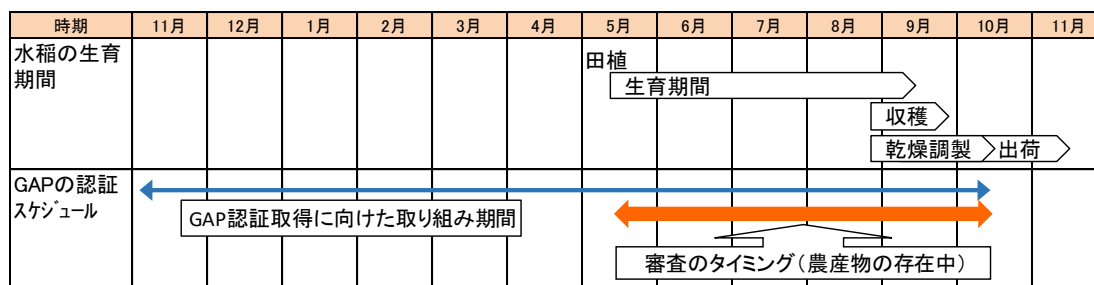 時期 11月 12月 1月 2月 3月 4月 5月 6月 7月 8月 9月 10月 11月
水稲の生育
期間
田植
生育期間
収穫
乾燥調製 出荷
GAPの認証
ｽｹｼﾞｭｰﾙ
GAP認証取得に向けた取り組み期間
審査のタイミング（農産物の存在中）